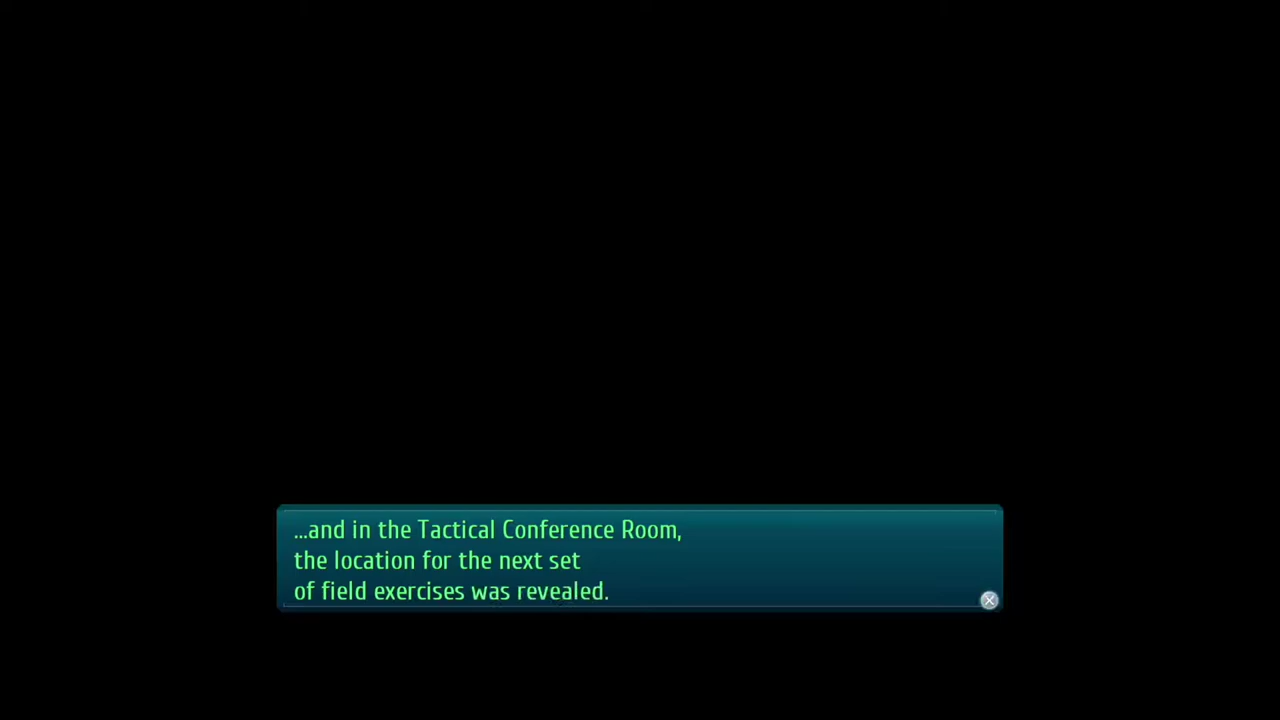 ...and in the Tactical Conference Room,
the location for the next set
of field exercises was revealed.